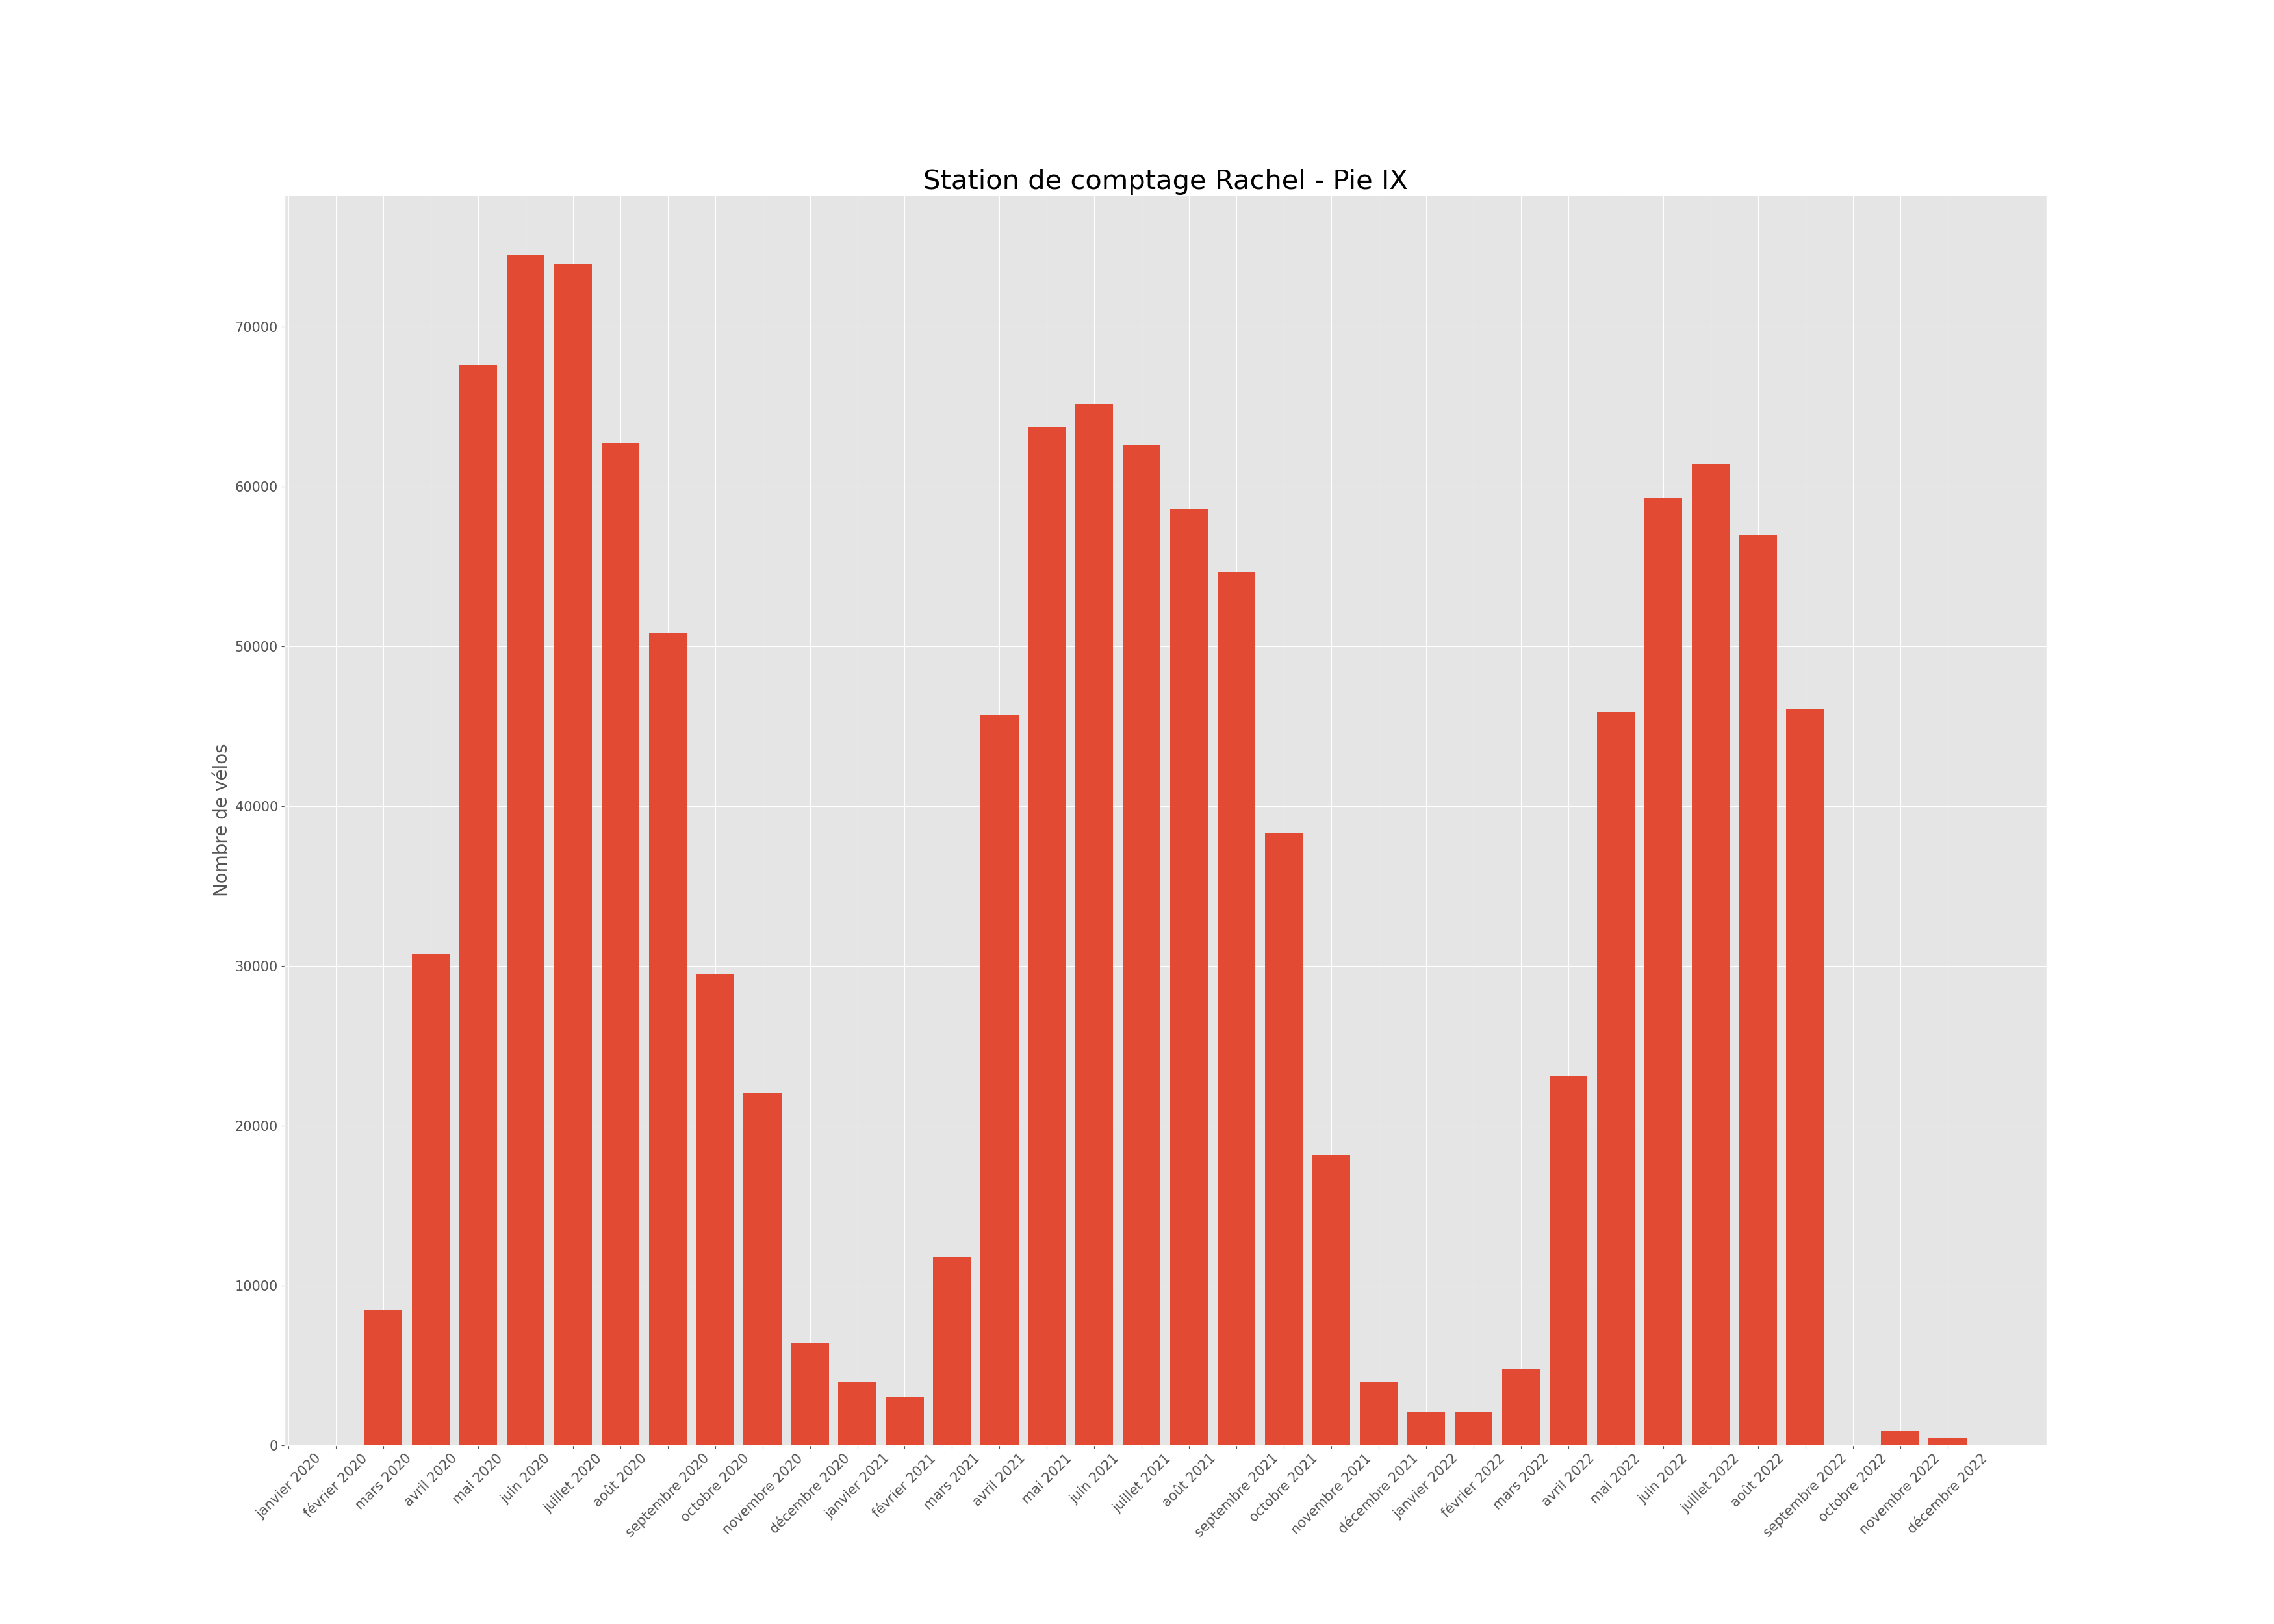 Station de comptage Rachel - Pie IX
Nombre de vélos
70000
60000
50000
40000
30000
20000
10000
0
janvier 2020
février 2020
mars 2020
avril 2020
mai 2020
juin 2020
juillet 2020
août 2020
septembre 2020
octobre 2020
novembre 2020
décembre 2020
janvier 2021
février 2021
mars 2021
avril 2021
mai 2021
juin 2021
juillet 2021
août 2021
septembre 2021
octobre 2021
novembre 2021
décembre 2021
janvier 2022
février 2022
mars 2022
avril 2022
mai 2022
juin 2022
juillet 2022
août 2022
septembre 2022
octobre 2022
novembre 2022
décembre 2022